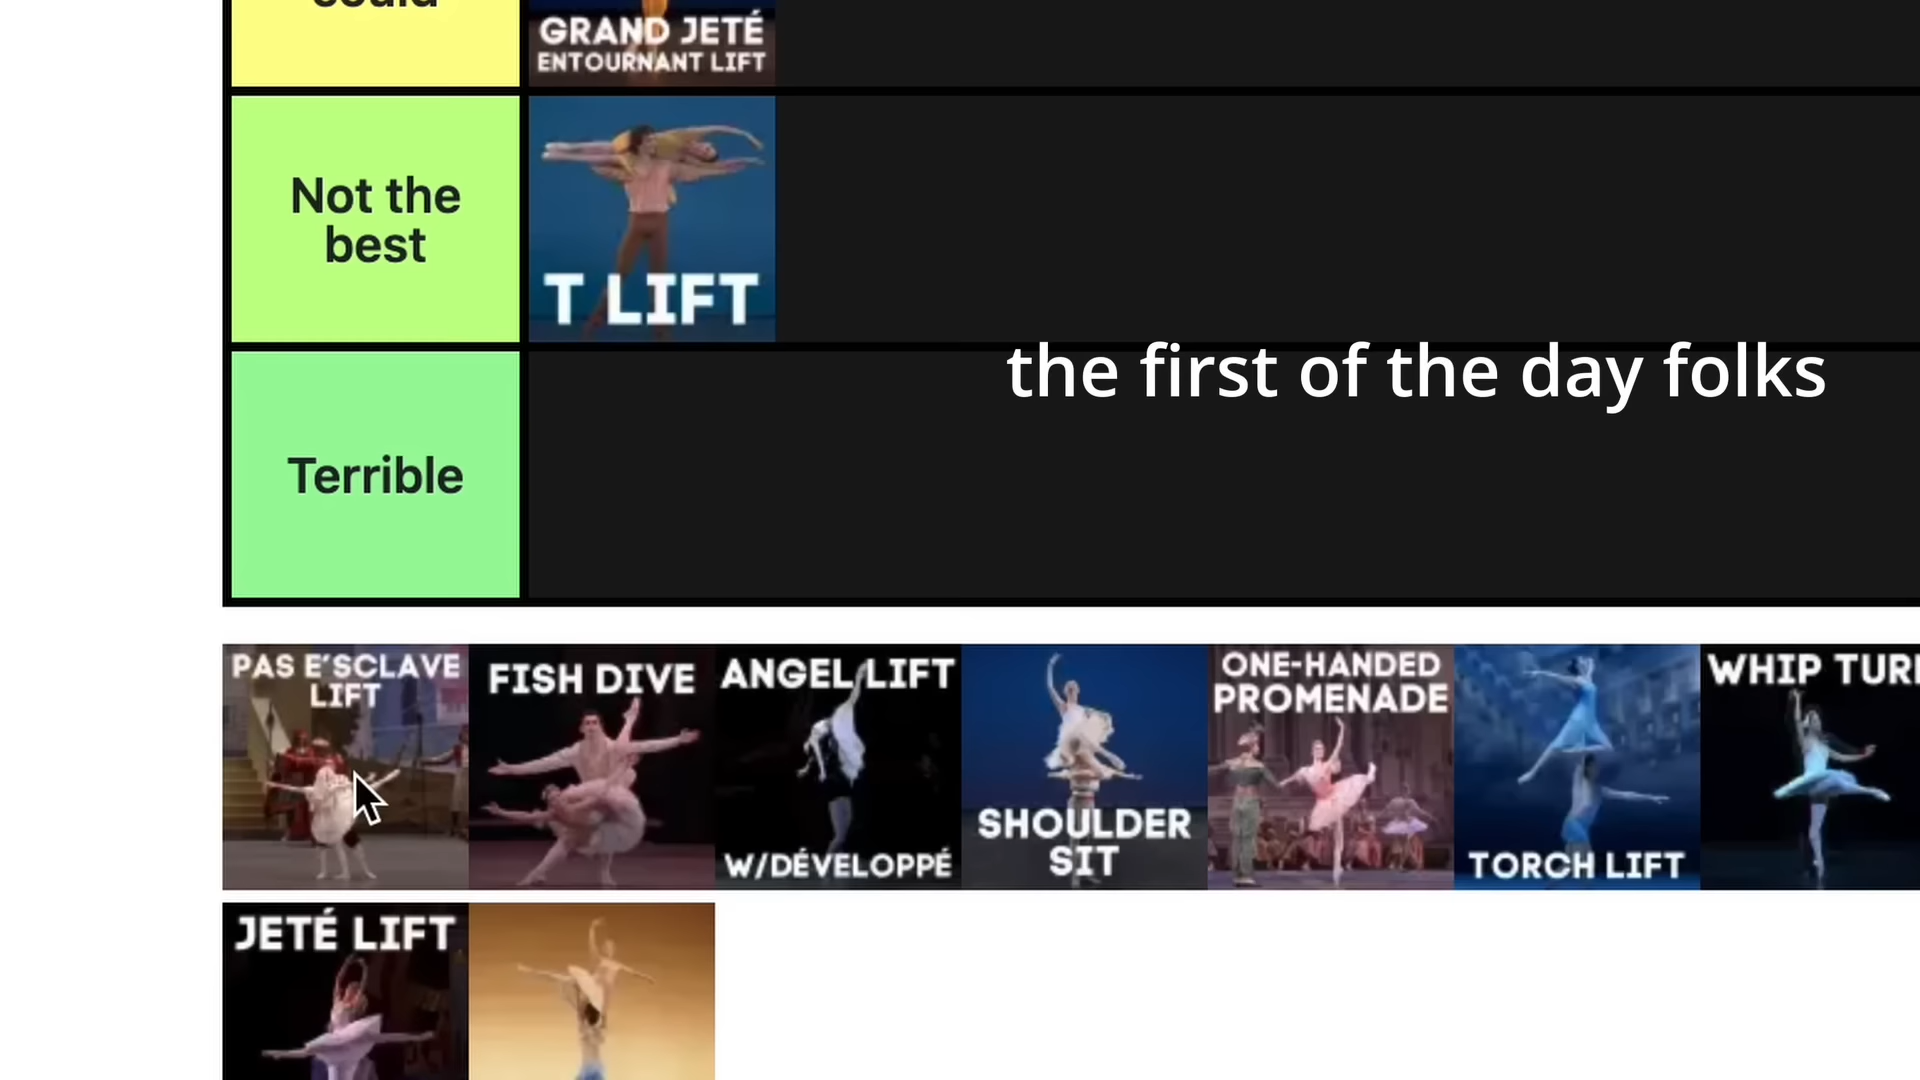 could
GRAND JETÉ
ENTOURNANT LIFT
Not the
best
T LIFT
the first of the day folks
Terrible
PAS E'SCLAVE
LIFT
FISH DIVE
ANGEL LIFT
W/DÉVELOPPÉ
SHOULDER
SIT
ONE-HANDED
PROMENADE
TORCH LIFT
WHIP TUR
JETÉ LIFT